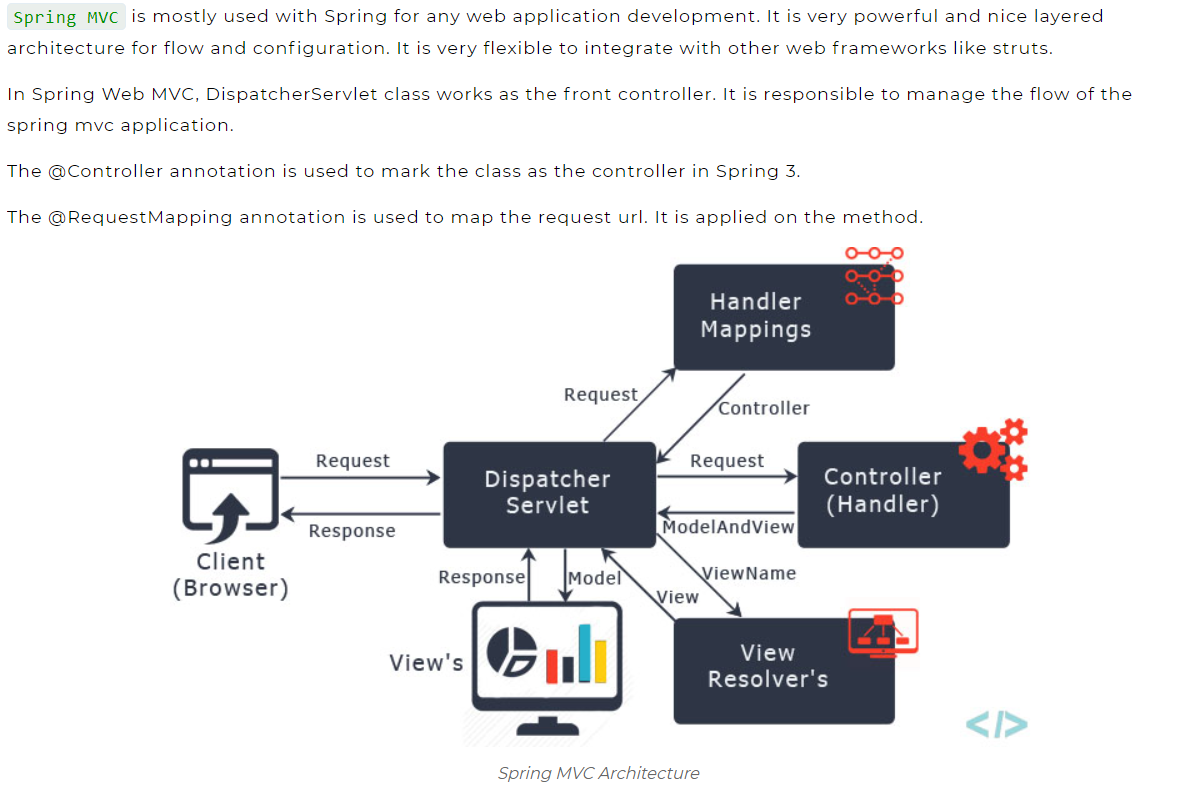 Spring MVC is mostly used with Spring for any web application development. It is very powerful and nice layered
architecture for flow and configuration. It is very flexible to integrate with other web frameworks like struts.
In Spring Web MVC, DispatcherServlet class works as the front controller. It is responsible to manage the flow of the
spring mvc application.
The @Controller annotation is used to mark the class as the controller in Spring 3.
The @RequestMapping annotation is used to map the request url. It is applied on the method.
Handler
Mappings
Request
Controller
Request
Request
Dispatcher
Servlet
Controller
(Handler)
Response
ModelAndView
Client
(Browser)
Response
Model
ViewName
View
View's
View
Resolver's
</>
Spring MVC Architecture